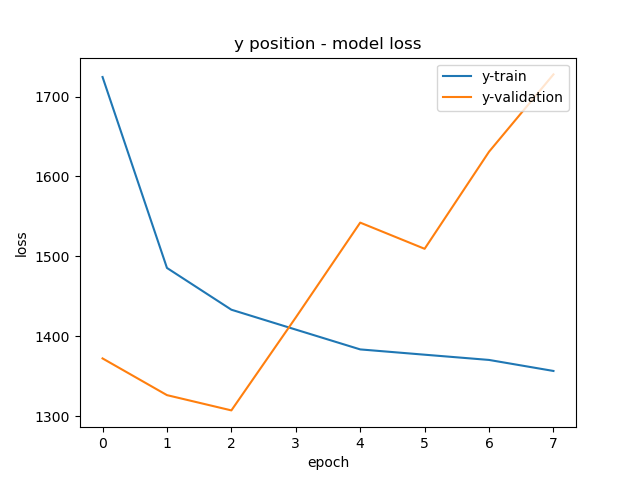 y position - model loss
y-train
y-validation
1700
1600
1500
1400
1300
loss
0 1 2 3 4 5 6 7
epoch